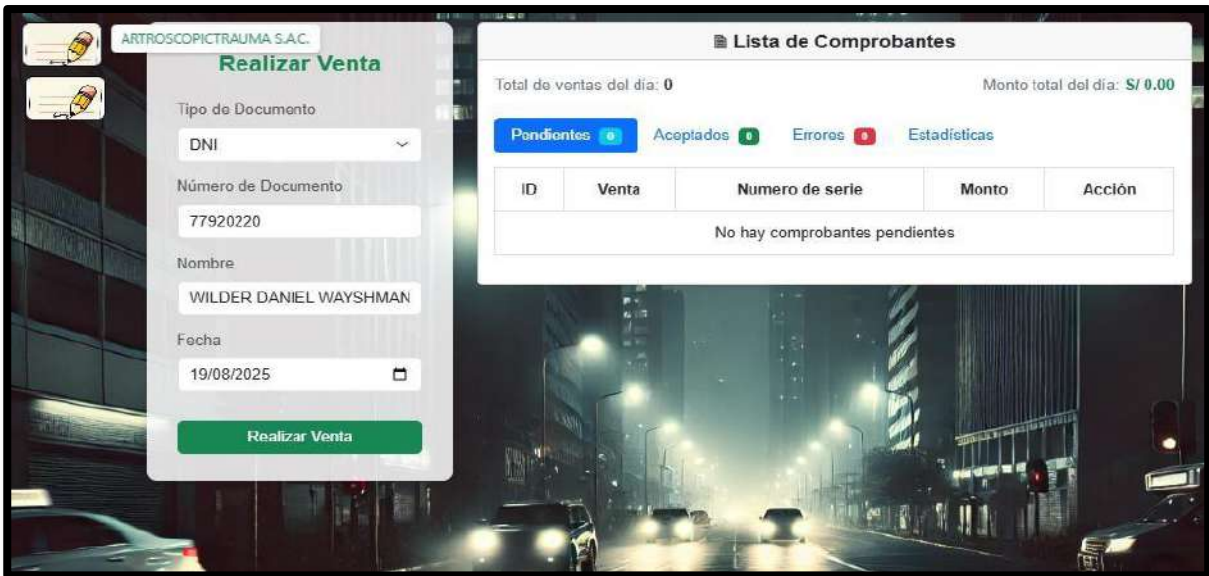 ARTROSCOPICTRAUMA S.A.C.
Realizar Venta
Tipo de Documento
DNI
Número de Documento
77920220
Nombre
WILDER DANIEL WAYSHMAN
Fecha
19/08/2025
Realizar Venta
Lista de Comprobantes
Total de ventas del día: 0
Monto total del día: S/ 0.00
Pendientes 0 Aceptados 0 Errores 0 Estadísticas
ID Venta Numero de serie Monto Acción
No hay comprobantes pendientes